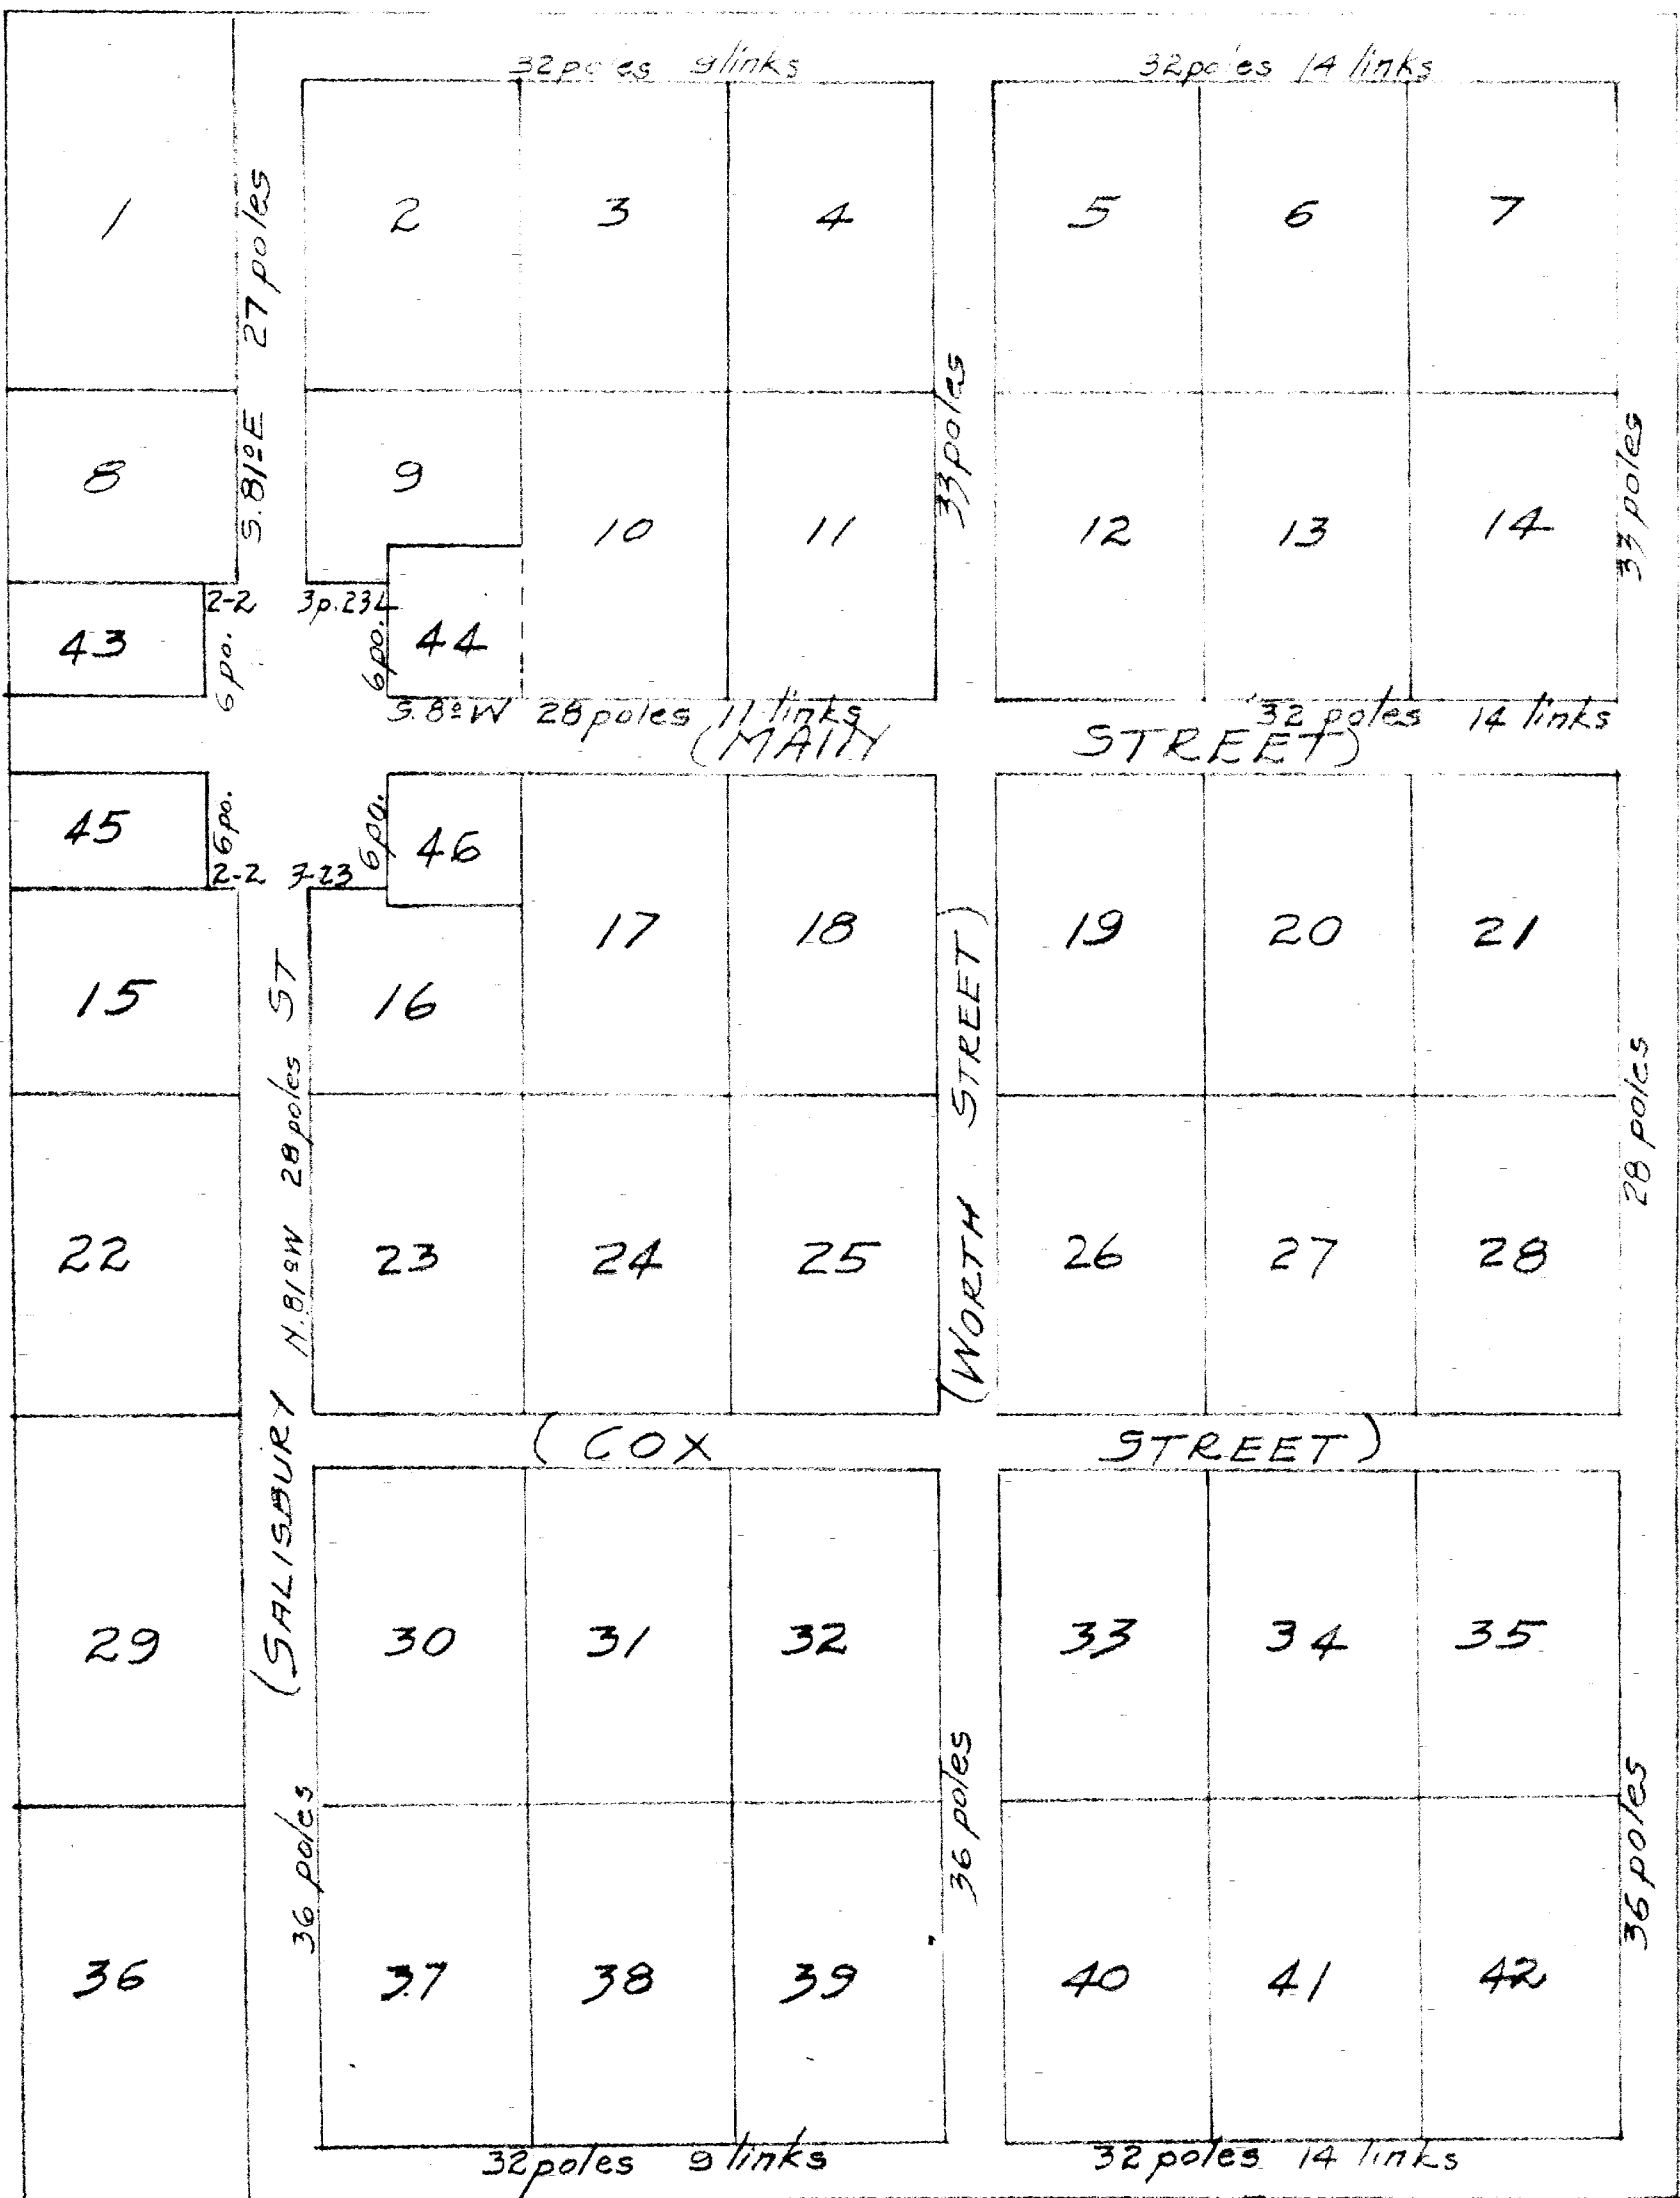 32 poles 9 links
32 poles 14 links
1
2
3
4
5
6
7
S. 81º E 27 poles
33 poles
33 poles
8
9
10
11
12
13
14
2-2
3p. 23L
43
6 po.
6 po.
44
S. 8º W 28 poles 11 links
32 poles 14 links
(MAIN STREET)
45
6 po.
6 po.
46
2-2
3-23
15
16
17
18
19
20
21
(WORTH STREET)
28 poles
22
23
24
25
26
27
28
(SALISBURY N. 81º W 28 poles ST
(COX STREET)
29
30
31
32
33
34
35
36 poles
36 poles
36 poles
36
37
38
39
40
41
42
32 poles 9 links
32 poles 14 links